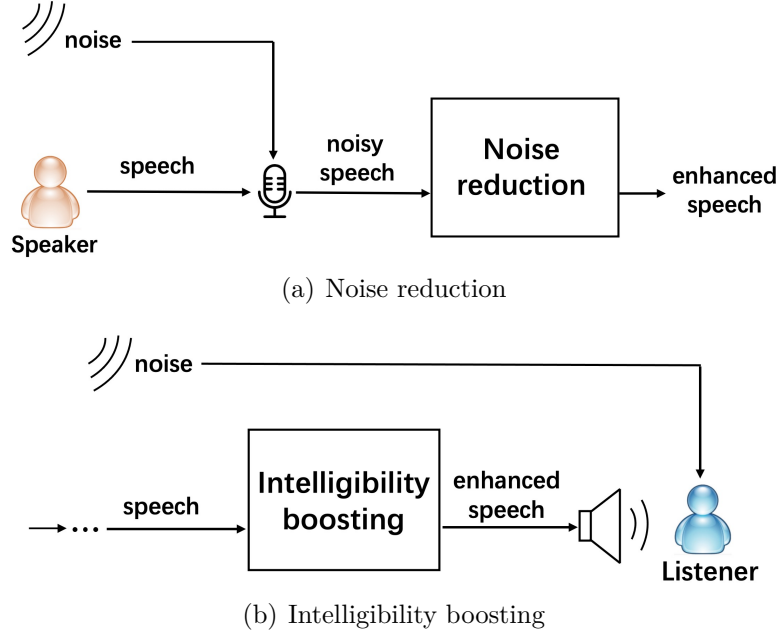 noise
speech
noisy
speech
Noise
reduction
enhanced
speech
Speaker
(a) Noise reduction
noise
speech
Intelligibility
boosting
enhanced
speech
Listener
(b) Intelligibility boosting